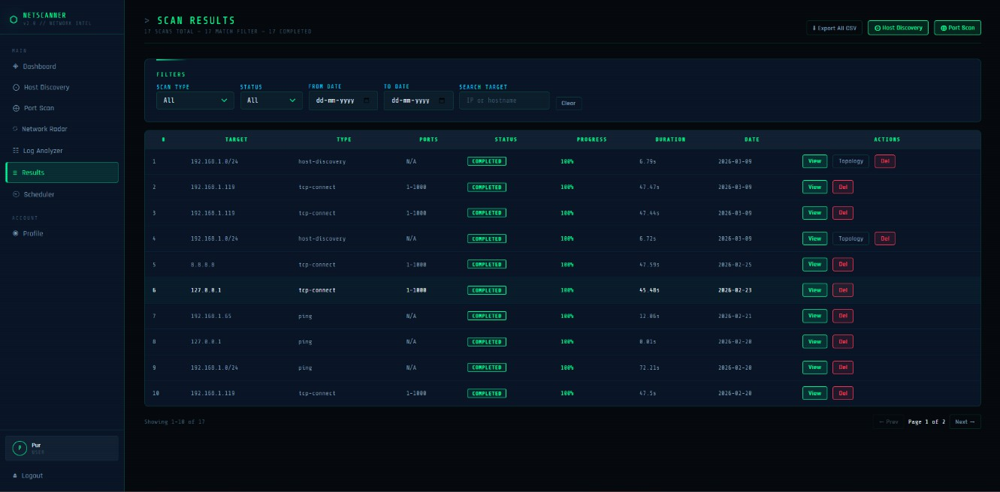 NETSCANNER
v2.0 // NETWORK INTEL
MAIN
Dashboard
Host Discovery
Port Scan
Network Radar
Log Analyzer
Results
Scheduler
ACCOUNT
Profile
P
Pur
USER
Logout
> SCAN RESULTS
17 SCANS TOTAL — 17 MATCH FILTER — 17 COMPLETED
⬇ Export All CSV
Host Discovery
Port Scan
FILTERS
SCAN TYPE STATUS FROM DATE TO DATE SEARCH TARGET
All All dd-mm-yyyy dd-mm-yyyy IP or hostname Clear
# TARGET TYPE PORTS STATUS PROGRESS DURATION DATE ACTIONS
1 192.168.1.0/24 host-discovery N/A COMPLETED 100% 6.79s 2026-03-09 View Topology Del
2 192.168.1.119 tcp-connect 1-1000 COMPLETED 100% 47.47s 2026-03-09 View Del
3 192.168.1.119 tcp-connect 1-1000 COMPLETED 100% 47.44s 2026-03-09 View Del
4 192.168.1.0/24 host-discovery N/A COMPLETED 100% 6.72s 2026-03-09 View Topology Del
5 8.8.8.8 tcp-connect 1-1000 COMPLETED 100% 47.59s 2026-02-25 View Del
6 127.0.0.1 tcp-connect 1-1000 COMPLETED 100% 45.48s 2026-02-23 View Del
7 192.168.1.65 ping N/A COMPLETED 100% 12.06s 2026-02-21 View Del
8 127.0.0.1 ping N/A COMPLETED 100% 0.01s 2026-02-20 View Del
9 192.168.1.0/24 ping N/A COMPLETED 100% 72.21s 2026-02-20 View Del
10 192.168.1.119 tcp-connect 1-1000 COMPLETED 100% 47.5s 2026-02-20 View Del
Showing 1–10 of 17
← Prev Page 1 of 2 Next →